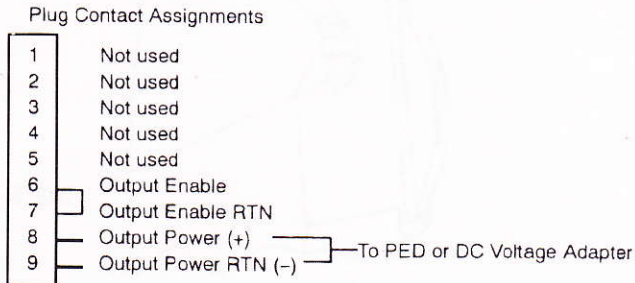 Plug Contact Assignments
1 Not used
2 Not used
3 Not used
4 Not used
5 Not used
6 Output Enable
7 Output Enable RTN
8 Output Power (+)
9 Output Power RTN (–)
To PED or DC Voltage Adapter